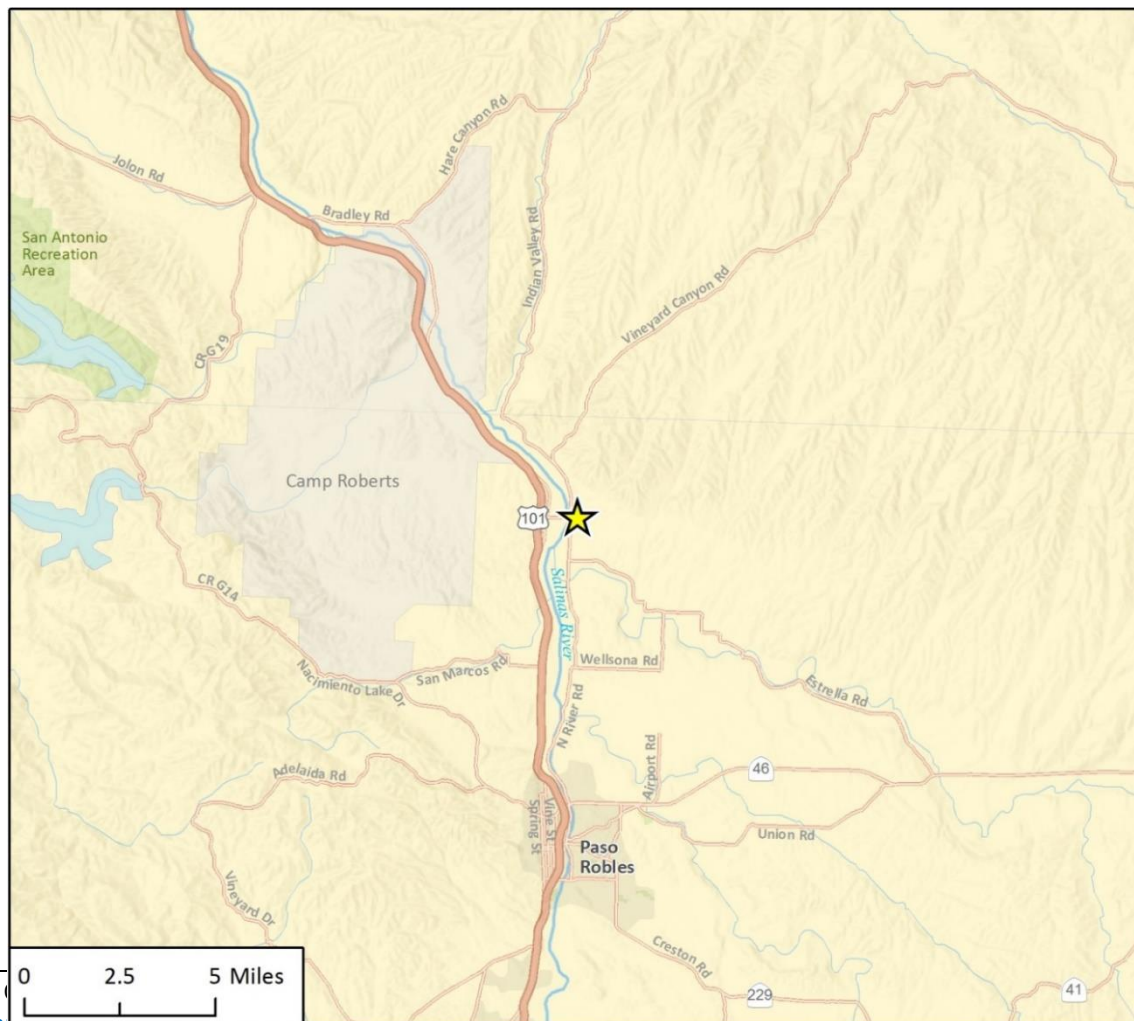 Hare Canyon Rd
Jolon Rd
Bradley Rd
San Antonio
Recreation
Area
Indian Valley Rd
Vineyard Canyon Rd
CR G19
Camp Roberts
101
Salinas River
CR G14
Wellsona Rd
San Marcos Rd
Nacimiento Lake Dr
Estrella Rd
N River Rd
Airport Rd
46
Adelaida Rd
Vine St
Spring St
Union Rd
Paso
Robles
Vineyard Dr
Creston Rd
0 2.5 5 Miles
229
41